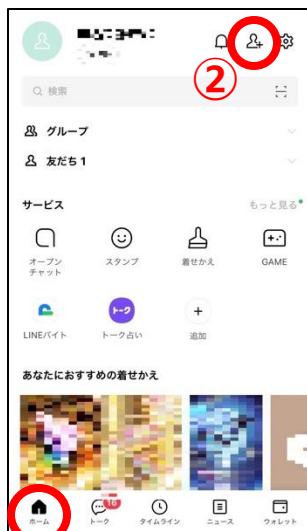 ②
検索
グループ
友だち 1
サービス
もっと見る
オープン
チャット
スタンプ
着せかえ
GAME
LINEバイト
トーク
トーク占い
追加
あなたにおすすめの着せかえ
16
ホーム
トーク
タイムライン
ニュース
ウォレット